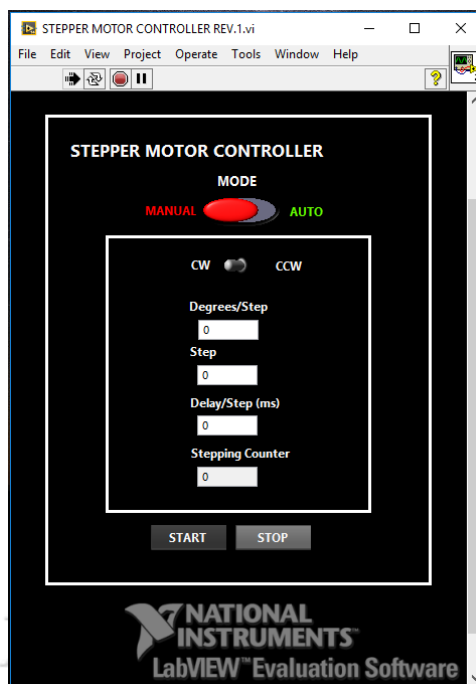 STEPPER MOTOR CONTROLLER REV.1.vi
File Edit View Project Operate Tools Window Help
STEPPER MOTOR CONTROLLER
MODE
MANUAL AUTO
CW CCW
Degrees/Step
0
Step
0
Delay/Step (ms)
0
Stepping Counter
0
START STOP
NATIONAL
INSTRUMENTS™
LabVIEW™ Evaluation Software